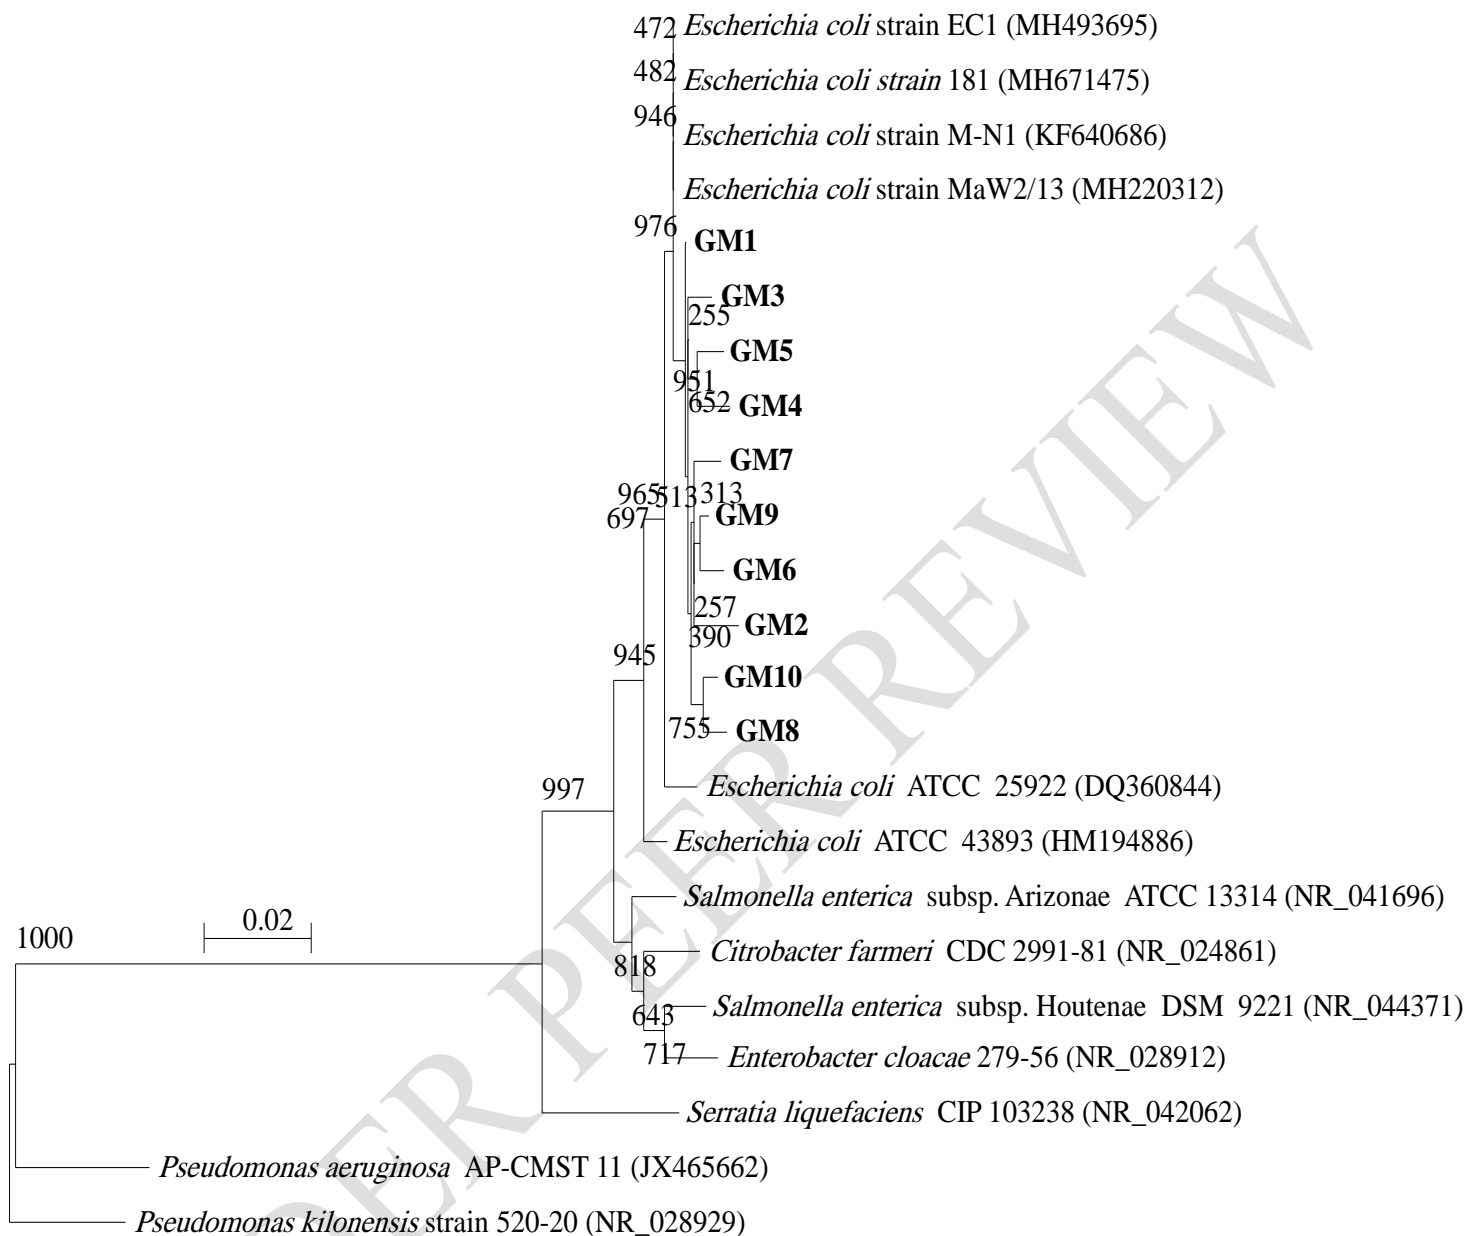 472 Escherichia coli strain EC1 (MH493695)
482 Escherichia coli strain 181 (MH671475)
946 Escherichia coli strain M-N1 (KF640686)
Escherichia coli strain MaW2/13 (MH220312)
976 GM1
GM3
255
GM5
951
652 GM4
GM7
965 513 313
697 GM9
GM6
257
GM2
390
945
GM10
755 GM8
997 Escherichia coli ATCC 25922 (DQ360844)
Escherichia coli ATCC 43893 (HM194886)
Salmonella enterica subsp. Arizonae ATCC 13314 (NR_041696)
0.02
1000
Citrobacter farmeri CDC 2991-81 (NR_024861)
818
Salmonella enterica subsp. Houtenae DSM 9221 (NR_044371)
643
717 Enterobacter cloacae 279-56 (NR_028912)
Serratia liquefaciens CIP 103238 (NR_042062)
Pseudomonas aeruginosa AP-CMST 11 (JX465662)
Pseudomonas kilonensis strain 520-20 (NR_028929)
DER PEER REVIEW